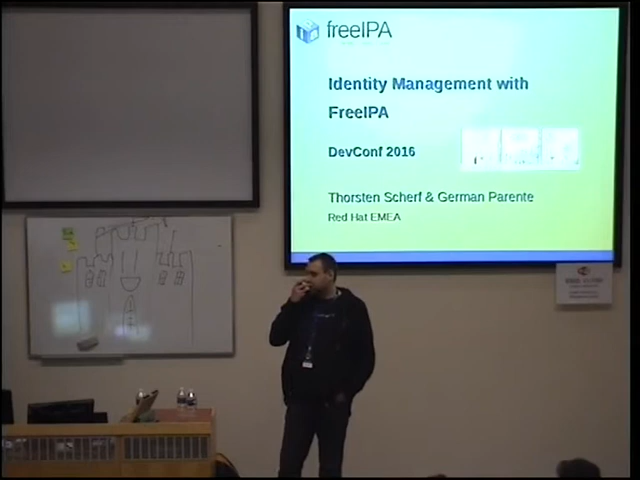 freeIPA
Identity Management with
FreeIPA
DevConf 2016
Thorsten Scherf & German Parente
Red Hat EMEA